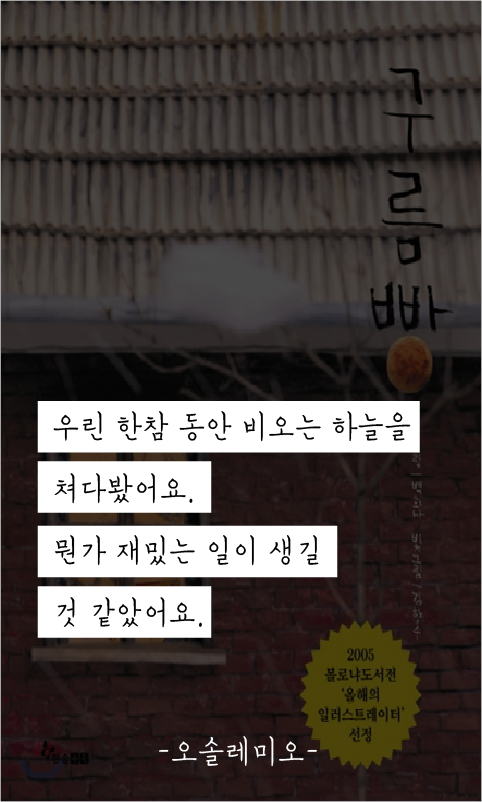 구름빵
우린 한참 동안 비오는 하늘을
쳐다봤어요.
뭔가 재밌는 일이 생길
것 같았어요.
2005
볼로냐도서전
'올해의
일러스트레이터'
선정
-오솔레미오-